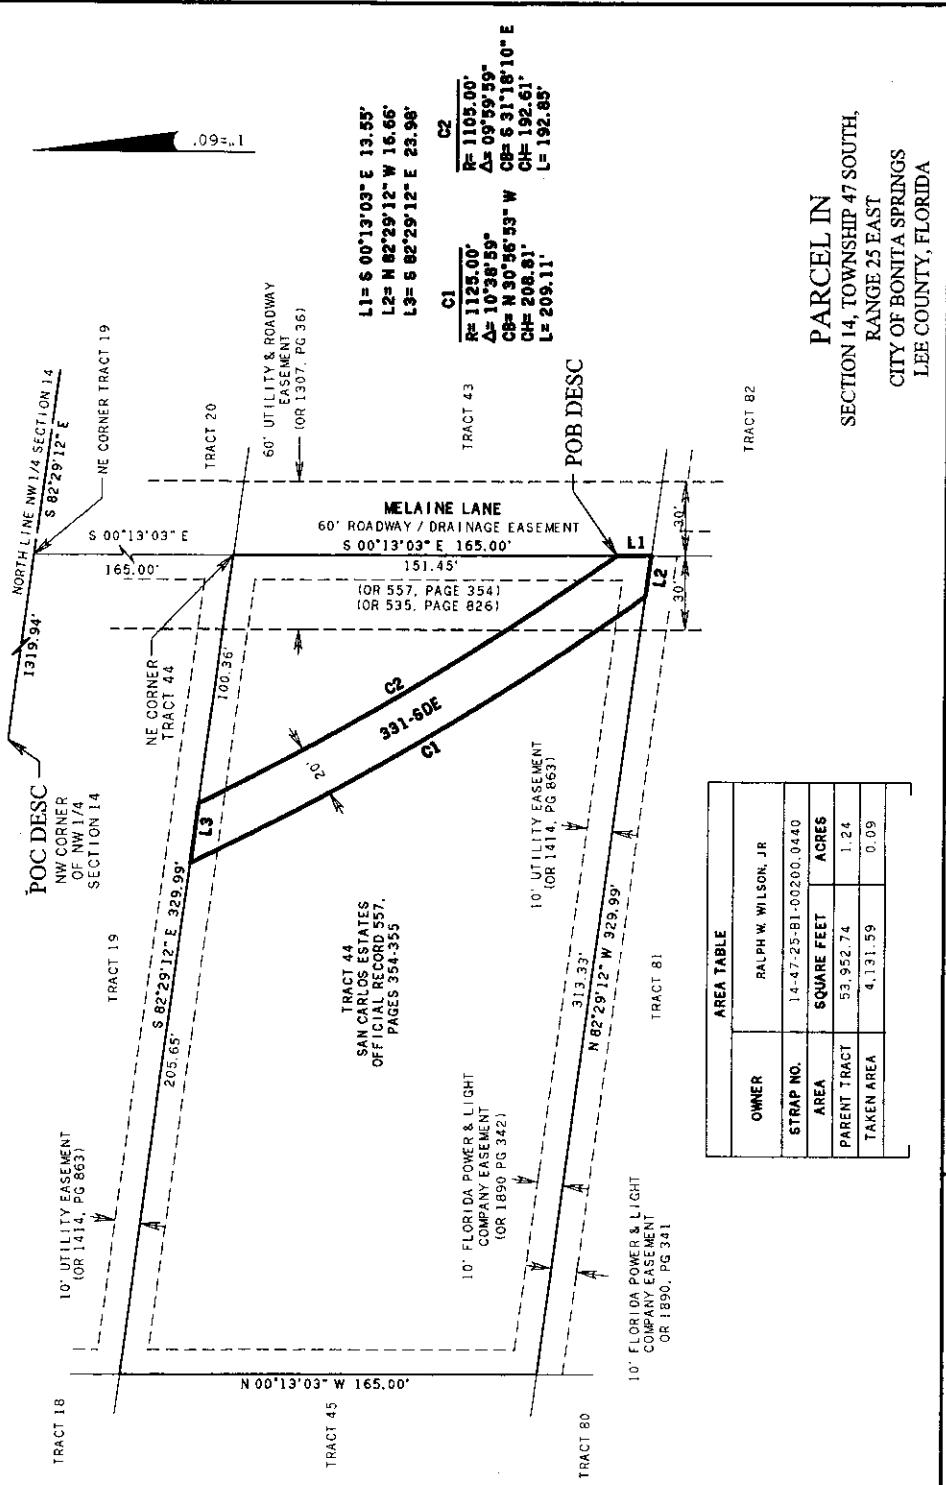 1"=60'
POC DESC
NW CORNER
OF NW 1/4
SECTION 14
1319.94'
NORTH LINE NW 1/4 SECTION 14
S 82°29'12" E
NE CORNER TRACT 19
S 00°13'03" E
165.00'
NE CORNER
TRACT 44
TRACT 20
60' UTILITY & ROADWAY
EASEMENT
(OR 1307, PG 36)
L1= S 00°13'03" E 13.55'
L2= N 82°29'12" W 16.66'
L3= S 82°29'12" E 23.98'
C1
R= 1125.00'
Δ= 10°38'59"
CB= N 30°56'53" W
CH= 208.81'
L= 209.11'
C2
R= 1105.00'
Δ= 09°59'59"
CB= S 31°18'10" E
CH= 192.61'
L= 192.85'
TRACT 43
POB DESC
TRACT 82
MELAINE LANE
60' ROADWAY / DRAINAGE EASEMENT
S 00°13'03" E 165.00'
151.45'
(OR 557, PAGE 354)
(OR 535, PAGE 826)
L1
L2
30'
30'
100.36'
C2
331-SDE
C1
20'
L3
TRACT 19
S 82°29'12" E 329.99'
205.65'
10' UTILITY EASEMENT
(OR 1414, PG 863)
TRACT 44
SAN CARLOS ESTATES
OFFICIAL RECORD 557,
PAGES 354-355
10' UTILITY EASEMENT
(OR 1414, PG 863)
313.33'
N 82°29'12" W 329.99'
TRACT 81
10' FLORIDA POWER & LIGHT
COMPANY EASEMENT
(OR 1890 PG 342)
10' FLORIDA POWER & LIGHT
COMPANY EASEMENT
OR 1890, PG 341
TRACT 18
N 00°13'03" W 165.00'
TRACT 45
TRACT 80
AREA TABLE
OWNER RALPH W. WILSON, JR
STRAP NO. 14-47-25-B1-00200.0440
AREA SQUARE FEET ACRES
PARENT TRACT 53,952.74 1.24
TAKEN AREA 4,131.59 0.09
PARCEL IN
SECTION 14, TOWNSHIP 47 SOUTH,
RANGE 25 EAST
CITY OF BONITA SPRINGS
LEE COUNTY, FLORIDA